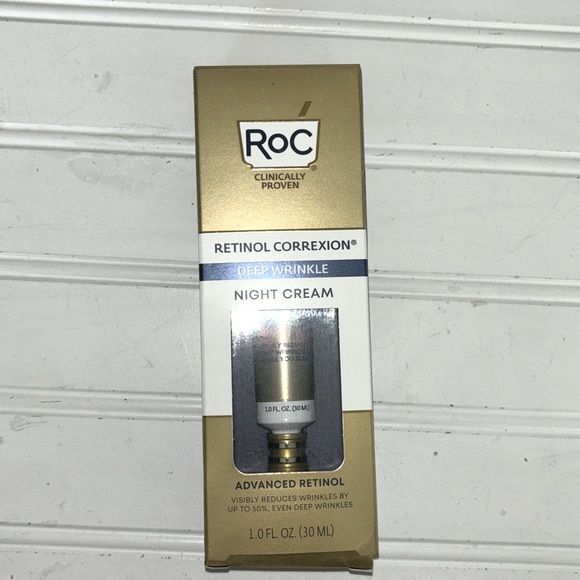 RoC®
CLINICALLY
PROVEN
RETINOL CORREXION®
DEEP WRINKLE
NIGHT CREAM
1.0 FL. OZ. (30 ML)
ADVANCED RETINOL
VISIBLY REDUCES WRINKLES BY
UP TO 50%, EVEN DEEP WRINKLES
1.0 FL. OZ. (30 ML)